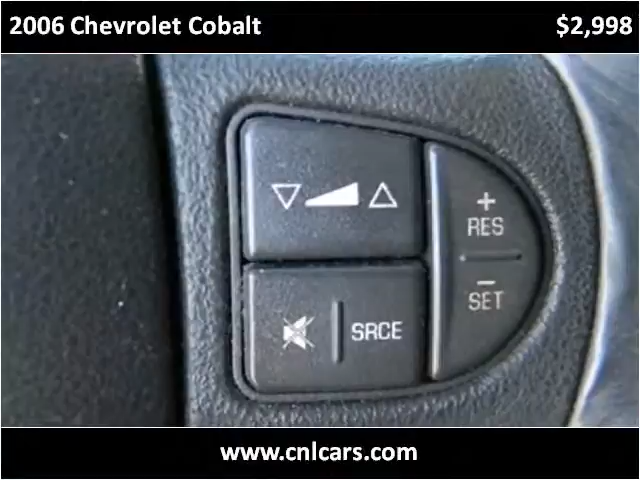 2006 Chevrolet Cobalt $2,998
+
RES
SRCE
−
SET
www.cnlcars.com